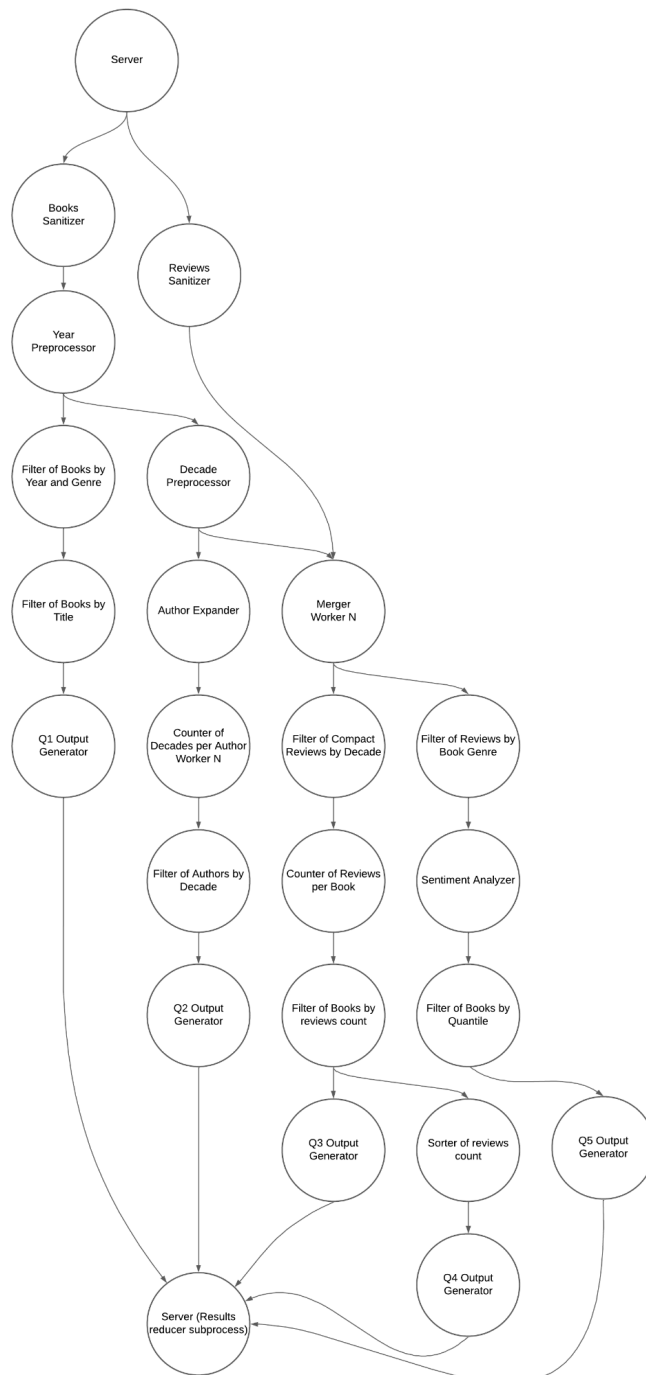 Server
Books
Sanitizer
Reviews
Sanitizer
Year
Preprocessor
Filter of Books by
Year and Genre
Decade
Preprocessor
Filter of Books by
Title
Author Expander
Merger
Worker N
Q1 Output
Generator
Counter of
Decades per Author
Worker N
Filter of Compact
Reviews by Decade
Filter of Reviews by
Book Genre
Filter of Authors by
Decade
Counter of Reviews
per Book
Sentiment Analyzer
Q2 Output
Generator
Filter of Books by
reviews count
Filter of Books by
Quantile
Q3 Output
Generator
Sorter of reviews
count
Q5 Output
Generator
Q4 Output
Generator
Server (Results
reducer subprocess)